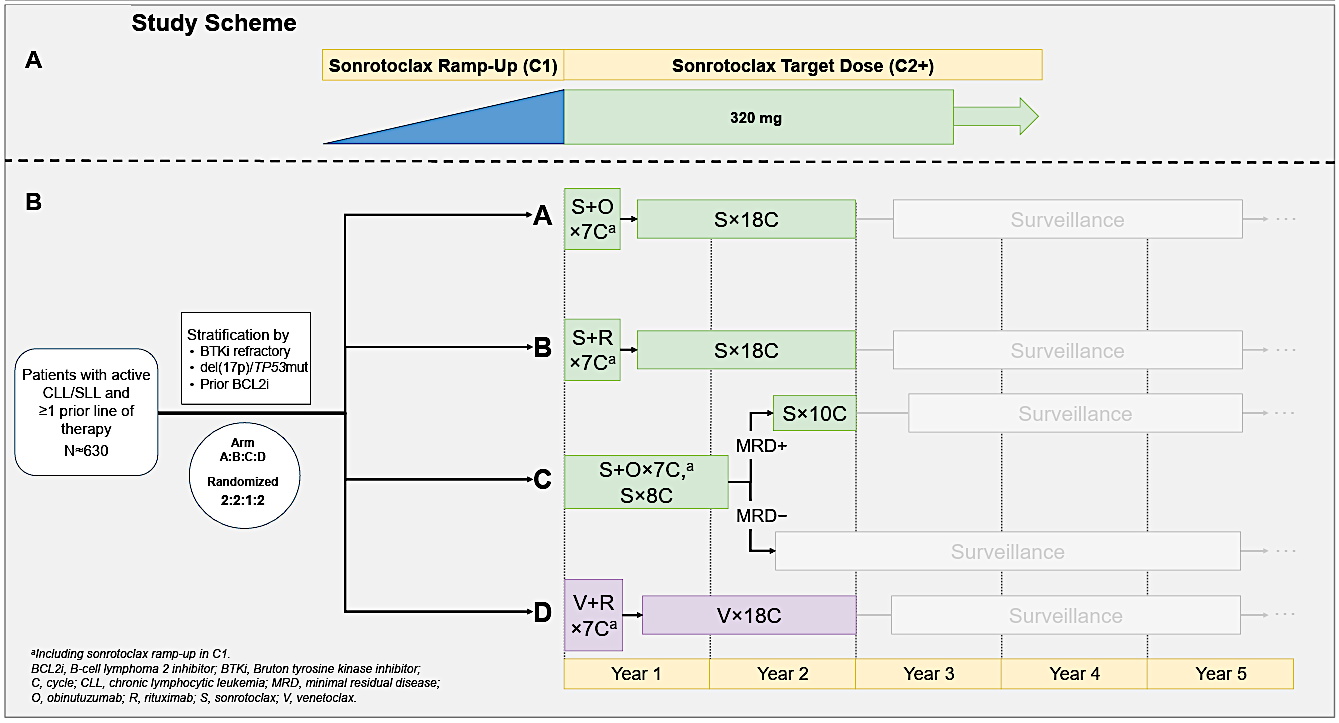 Study Scheme
A
Sonrotoclax Ramp-Up (C1)
Sonrotoclax Target Dose (C2+)
320 mg
B
Patients with active
CLL/SLL and
≥1 prior line of
therapy
N≈630
Stratification by
• BTKi refractory
• del(17p)/TP53mut
• Prior BCL2i
Arm
A:B:C:D
Randomized
2:2:1:2
A
S+O
×7Cᵃ
S×18C
Surveillance
...
B
S+R
×7Cᵃ
S×18C
Surveillance
...
C
S+O×7C,ᵃ
S×8C
MRD+
S×10C
Surveillance
...
MRD−
Surveillance
...
D
V+R
×7Cᵃ
V×18C
Surveillance
...
Year 1
Year 2
Year 3
Year 4
Year 5
ᵃIncluding sonrotoclax ramp-up in C1.
BCL2i, B-cell lymphoma 2 inhibitor; BTKi, Bruton tyrosine kinase inhibitor;
C, cycle; CLL, chronic lymphocytic leukemia; MRD, minimal residual disease;
O, obinutuzumab; R, rituximab; S, sonrotoclax; V, venetoclax.